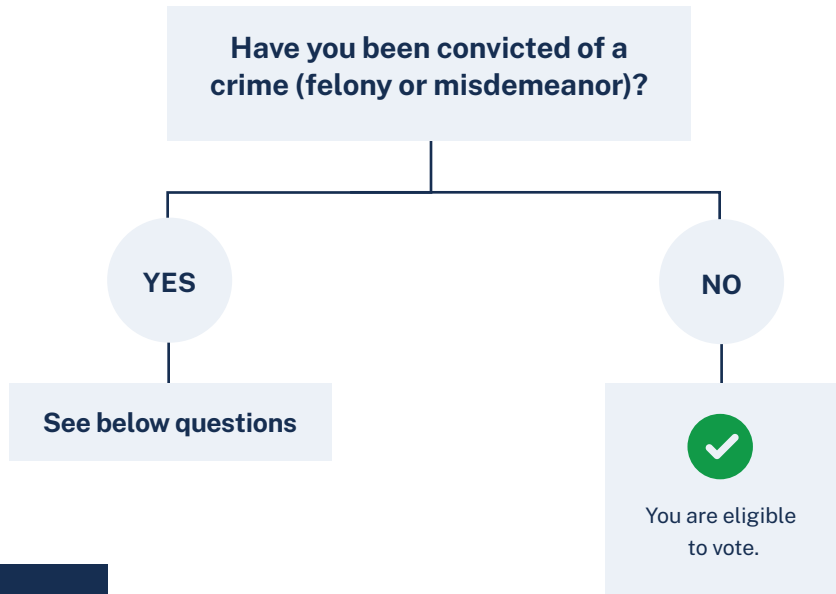 Have you been convicted of a
crime (felony or misdemeanor)?
YES
NO
See below questions
You are eligible
to vote.